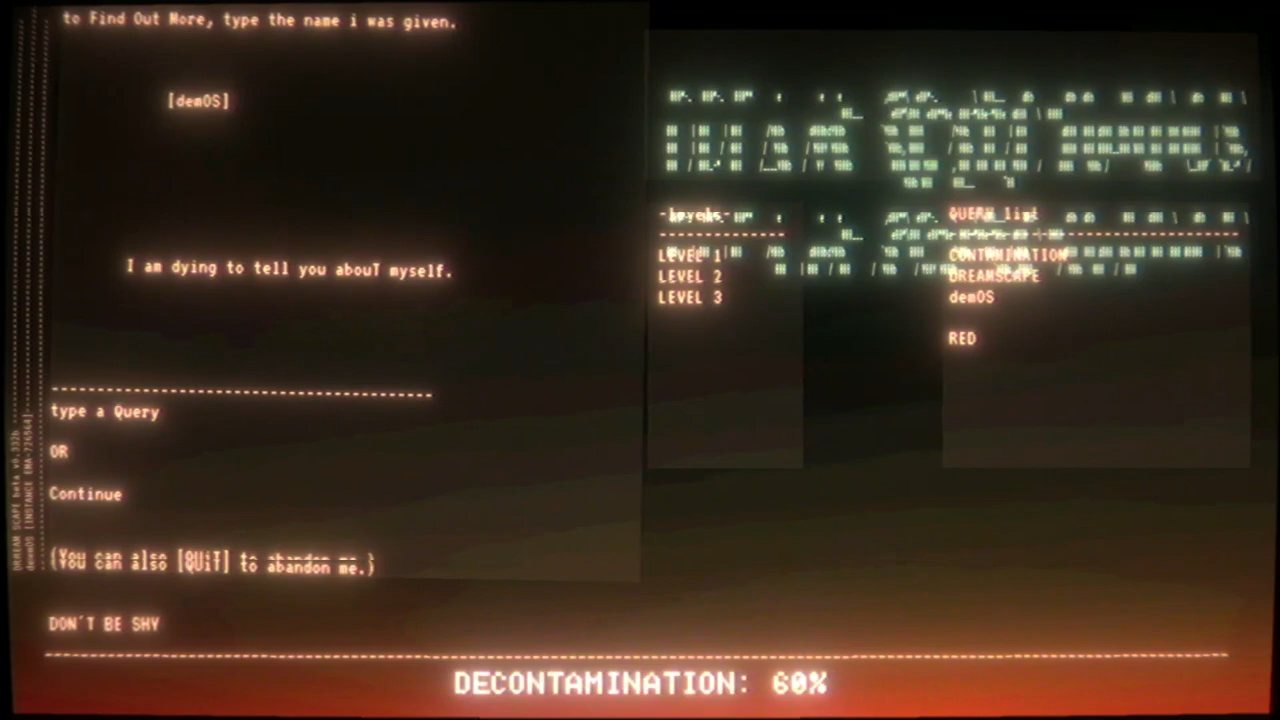 to Find Out More, type the name i was given.
[demOS]
I am dying to tell you abouT myself.
type a Query
OR
Continue
(You can also [QUiT] to abandon me.)
DON'T BE SHY
-Levels-
LEVEL 1
LEVEL 2
LEVEL 3
QUERY list
CONTAMINATION
DREAMSCAPE
demOS
RED
DECONTAMINATION: 60%